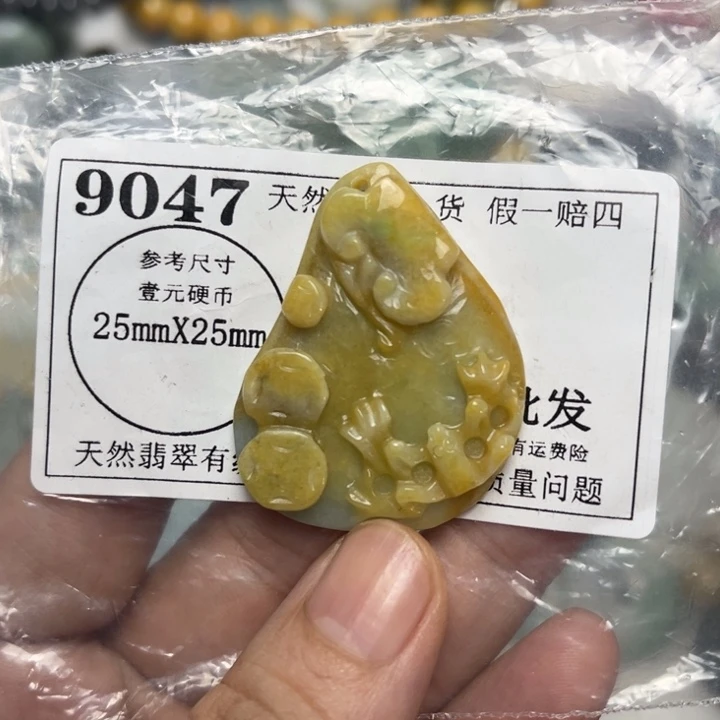 9047 天然 货 假一赔四
参考尺寸
壹元硬币
25mmX25mm
批发
天然翡翠有 有运费险
质量问题